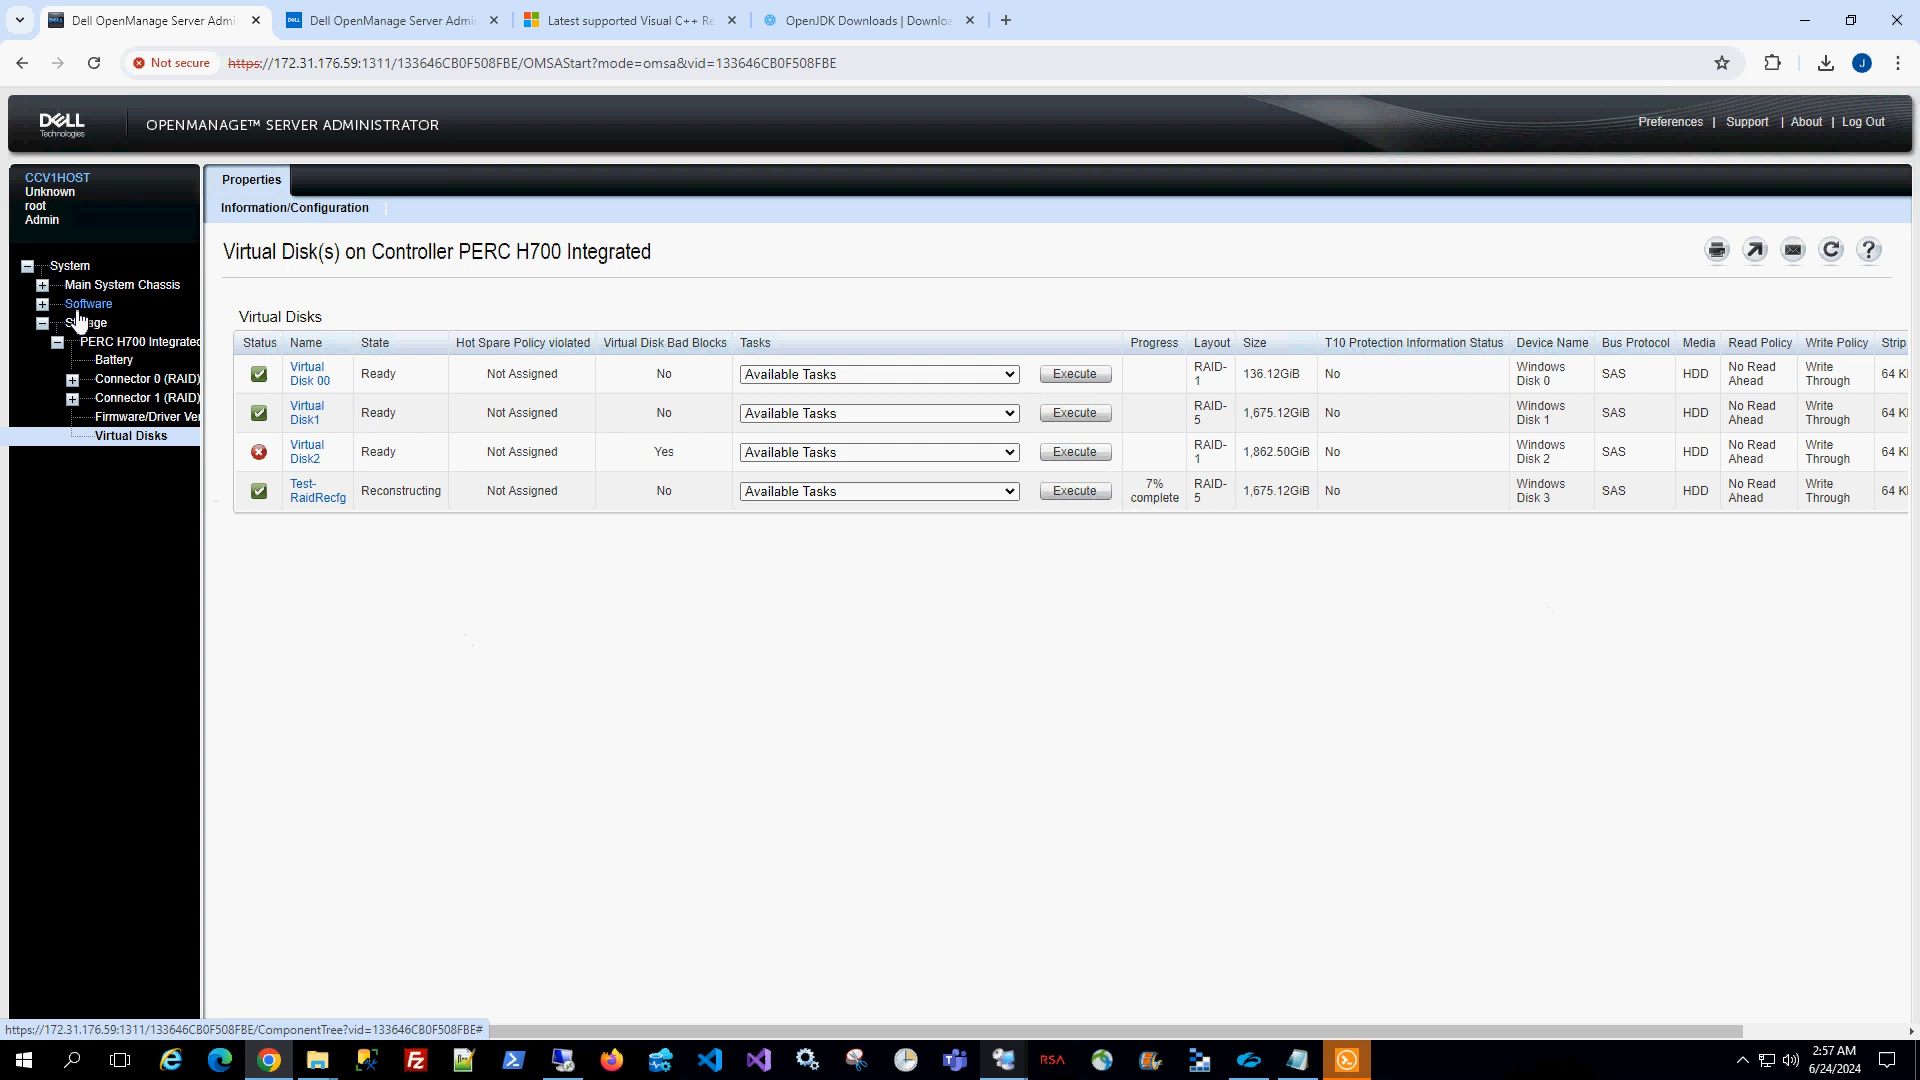 Dell OpenManage Server Admi
Dell OpenManage Server Admi
Latest supported Visual C++ Re
OpenJDK Downloads | Downloa
Not secure
https://172.31.176.59:1311/133646CB0F508FBE/OMSAStart?mode=omsa&vid=133646CB0F508FBE
J
DELL
Technologies
OPENMANAGE™ SERVER ADMINISTRATOR
Preferences | Support | About | Log Out
CCV1HOST
Unknown
root
Admin
System
Main System Chassis
Software
PERC H700 Integrated
Battery
Connector 0 (RAID)
Connector 1 (RAID)
Firmware/Driver Ver
Virtual Disks
Properties
Information/Configuration
Virtual Disk(s) on Controller PERC H700 Integrated
Virtual Disks
Status Name State Hot Spare Policy violated Virtual Disk Bad Blocks Tasks Progress Layout Size T10 Protection Information Status Device Name Bus Protocol Media Read Policy Write Policy Strip
Virtual Disk 00 Ready Not Assigned No Available Tasks Execute RAID-1 136.12GiB No Windows Disk 0 SAS HDD No Read Ahead Write Through 64 K
Virtual Disk1 Ready Not Assigned No Available Tasks Execute RAID-5 1,675.12GiB No Windows Disk 1 SAS HDD No Read Ahead Write Through 64 K
Virtual Disk2 Ready Not Assigned Yes Available Tasks Execute RAID-1 1,862.50GiB No Windows Disk 2 SAS HDD No Read Ahead Write Through 64 K
Test-RaidRecfg Reconstructing Not Assigned No Available Tasks Execute 7% complete RAID-5 1,675.12GiB No Windows Disk 3 SAS HDD No Read Ahead Write Through 64 K
https://172.31.176.59:1311/133646CB0F508FBE/ComponentTree?vid=133646CB0F508FBE#
RSA
2:57 AM
6/24/2024